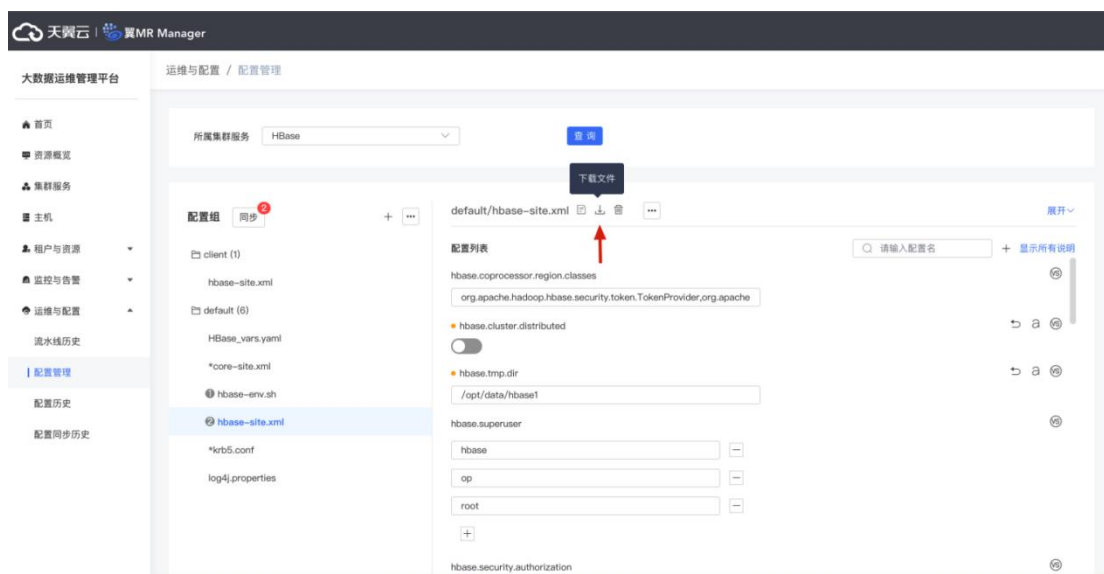 天翼云 翼MR Manager
大数据运维管理平台
运维与配置 / 配置管理
首页
资源概览
集群服务
主机
租户与资源
监控与告警
运维与配置
流水线历史
配置管理
配置历史
配置同步历史
所属集群服务 HBase 查询
下载文件
配置组 同步 2
client (1)
hbase-site.xml
default (6)
HBase_vars.yaml
*core-site.xml
1 hbase-env.sh
2 hbase-site.xml
*krb5.conf
log4j.properties
default/hbase-site.xml 展开
配置列表 请输入配置名 显示所有说明
hbase.coprocessor.region.classes VS
org.apache.hadoop.hbase.security.token.TokenProvider,org.apache
hbase.cluster.distributed a VS
hbase.tmp.dir a VS
/opt/data/hbase1
hbase.superuser VS
hbase
op
root
hbase.security.authorization VS